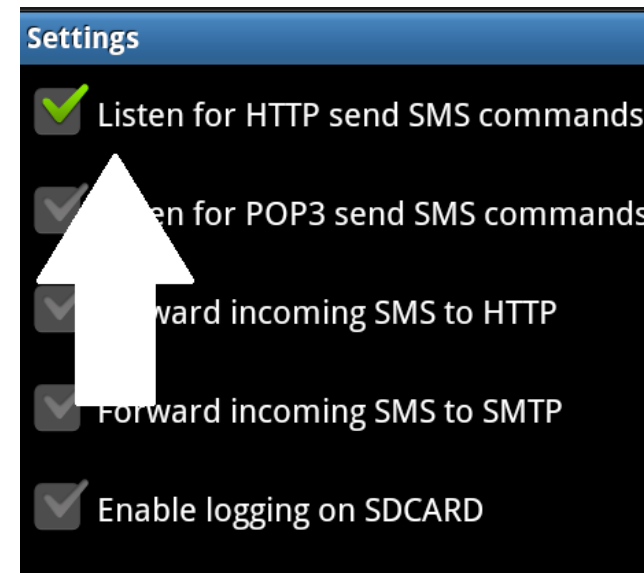 Settings
Listen for HTTP send SMS commands
for POP3 send SMS commands
incoming SMS to HTTP
Forward incoming SMS to SMTP
Enable logging on SDCARD